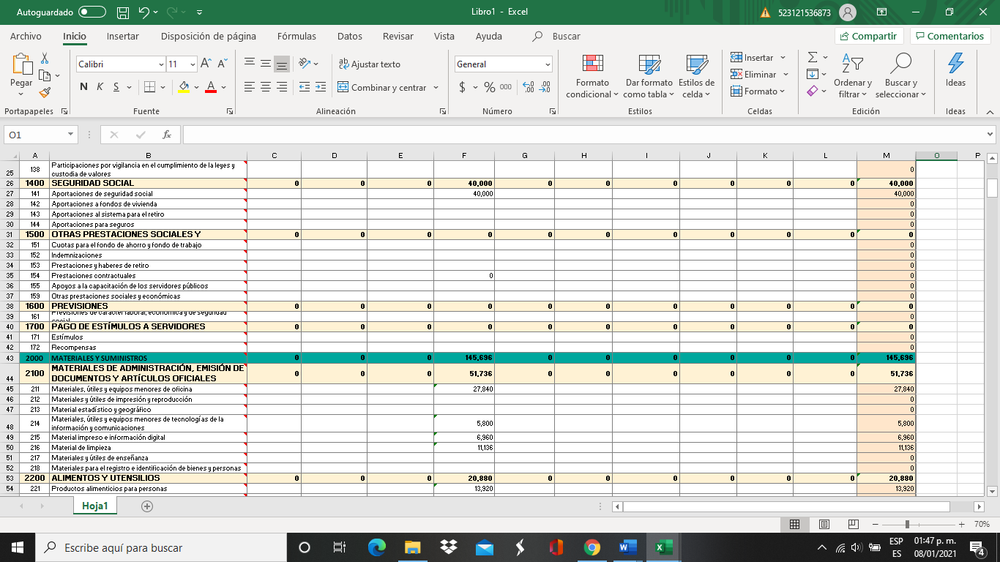 Autoguardado
Libro1 - Excel
523121536873
Archivo Inicio Insertar Disposición de página Fórmulas Datos Revisar Vista Ayuda Buscar Compartir Comentarios
Pegar
Calibri 11
N K S
Ajustar texto
Combinar y centrar
General
$ % 000
Formato condicional
Dar formato como tabla
Estilos de celda
Insertar
Eliminar
Formato
Ordenar y filtrar
Buscar y seleccionar
Ideas
Portapapeles Fuente Alineación Número Estilos Celdas Edición Ideas
O1 fx
A B C D E F G H I J K L M O P
25 138 Participaciones por vigilancia en el cumplimiento de la leyes y custodia de valores 0
26 1400 SEGURIDAD SOCIAL 0 0 0 40,000 0 0 0 0 0 0 40,000
27 141 Aportaciones de seguridad social 40,000 40,000
28 142 Aportaciones a fondos de vivienda 0
29 143 Aportaciones al sistema para el retiro 0
30 144 Aportaciones para seguros 0
31 1500 OTRAS PRESTACIONES SOCIALES Y 0 0 0 0 0 0 0 0 0 0 0
32 151 Cuotas para el fondo de ahorro y fondo de trabajo 0
33 152 Indemnizaciones 0
34 153 Prestaciones y haberes de retiro 0
35 154 Prestaciones contractuales 0 0
36 155 Apoyos a la capacitación de los servidores públicos 0
37 159 Otras prestaciones sociales y económicas 0
38 1600 PREVISIONES 0 0 0 0 0 0 0 0 0 0 0
39 161 Previsiones de carácter laboral, económica y de seguridad social 0
40 1700 PAGO DE ESTÍMULOS A SERVIDORES 0 0 0 0 0 0 0 0 0 0 0
41 171 Estímulos 0
42 172 Recompensas 0
43 2000 MATERIALES Y SUMINISTROS 0 0 0 145,696 0 0 0 0 0 0 145,696
44 2100 MATERIALES DE ADMINISTRACIÓN, EMISIÓN DE DOCUMENTOS Y ARTÍCULOS OFICIALES 0 0 0 51,736 0 0 0 0 0 0 51,736
45 211 Materiales, útiles y equipos menores de oficina 27,840 27,840
46 212 Materiales y útiles de impresión y reproducción 0
47 213 Material estadístico y geográfico 0
48 214 Materiales, útiles y equipos menores de tecnologías de la información y comunicaciones 5,800 5,800
49 215 Material impreso e información digital 6,960 6,960
50 216 Material de limpieza 11,136 11,136
51 217 Materiales y útiles de enseñanza 0
52 218 Materiales para el registro e identificación de bienes y personas 0
53 2200 ALIMENTOS Y UTENSILIOS 0 0 0 20,880 0 0 0 0 0 0 20,880
54 221 Productos alimenticios para personas 13,920 13,920
Hoja1
70%
Escribe aquí para buscar
ESP
ES
01:47 p. m.
08/01/2021
4